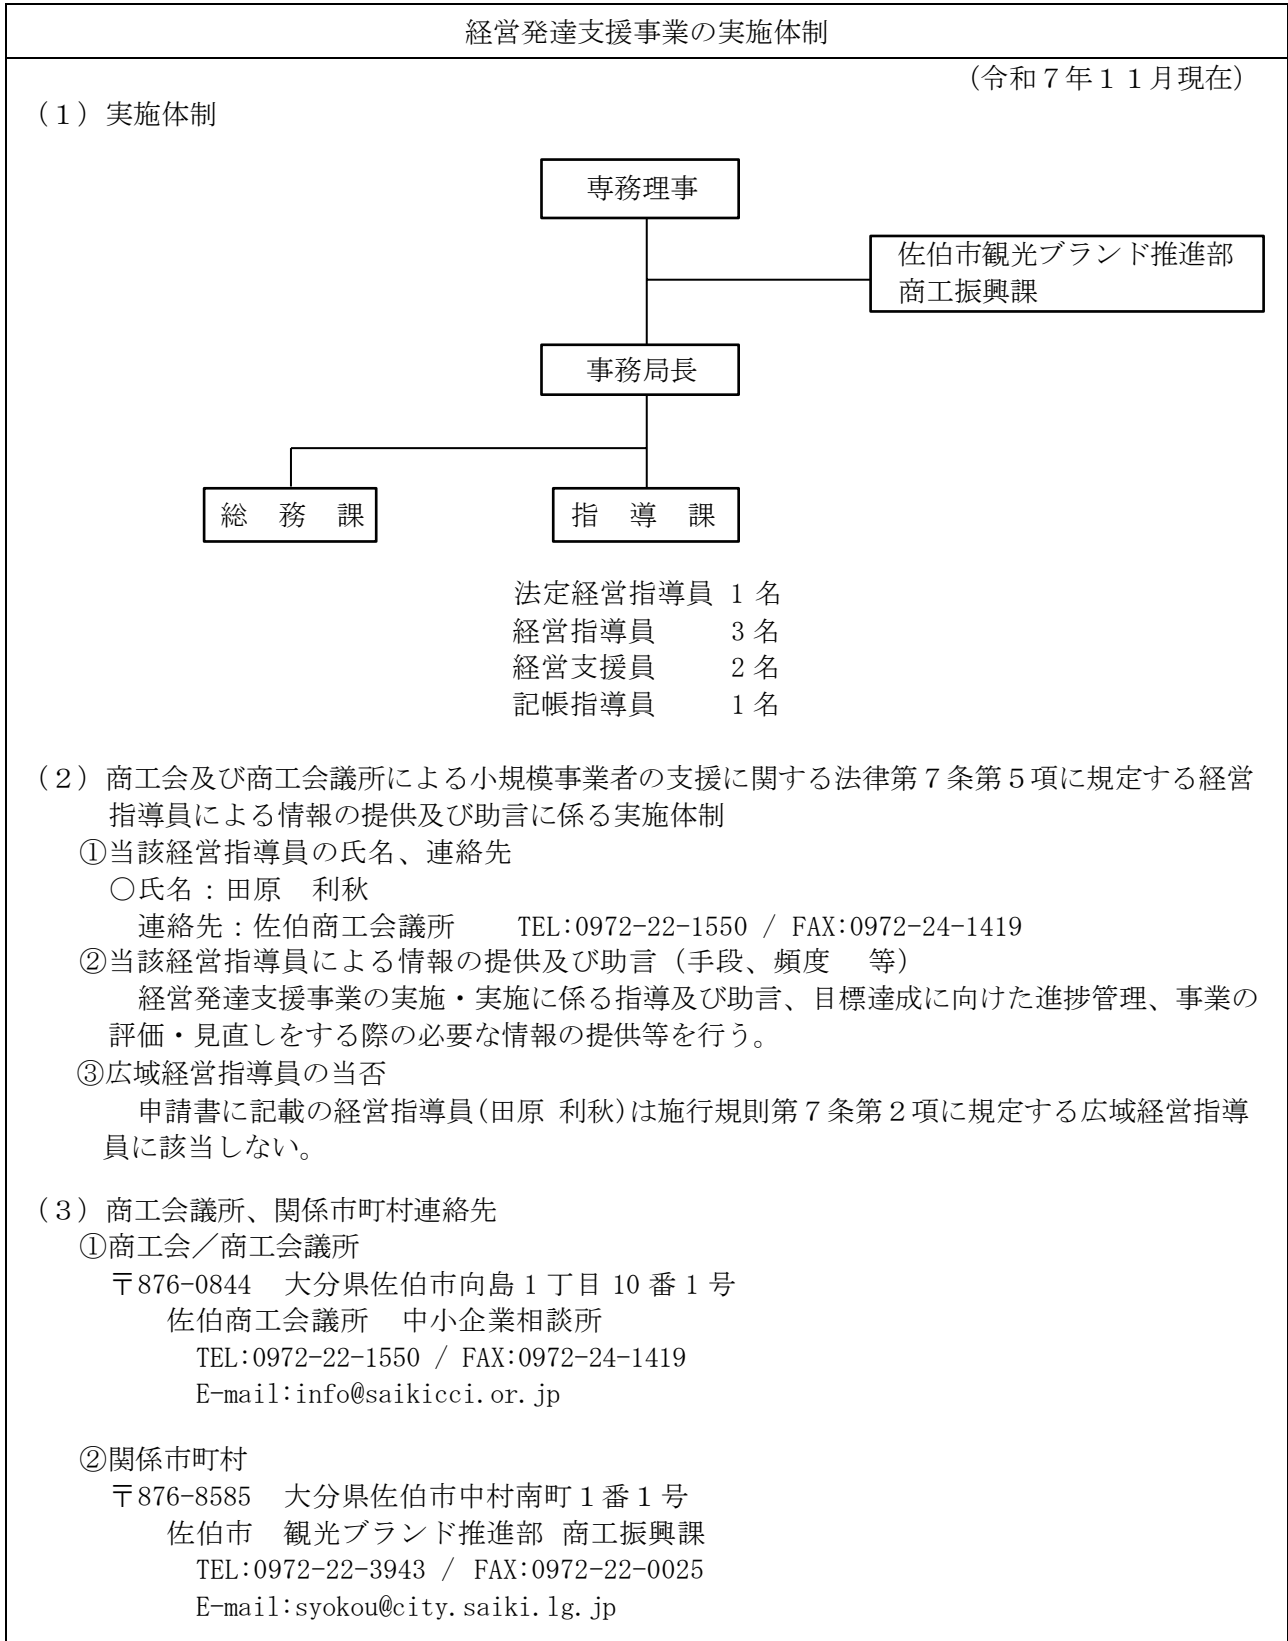 経営発達支援事業の実施体制
（令和７年１１月現在）
（１）実施体制
専務理事
佐伯市観光ブランド推進部
商工振興課
事務局長
総　務　課
指　導　課
法定経営指導員 1 名
経営指導員　　 3 名
経営支援員　　 2 名
記帳指導員　　 1 名
（２）商工会及び商工会議所による小規模事業者の支援に関する法律第７条第５項に規定する経営
指導員による情報の提供及び助言に係る実施体制
①当該経営指導員の氏名、連絡先
○氏名：田原　利秋
連絡先：佐伯商工会議所　　TEL:0972-22-1550 / FAX:0972-24-1419
②当該経営指導員による情報の提供及び助言（手段、頻度　等）
経営発達支援事業の実施・実施に係る指導及び助言、目標達成に向けた進捗管理、事業の
評価・見直しをする際の必要な情報の提供等を行う。
③広域経営指導員の当否
申請書に記載の経営指導員(田原 利秋)は施行規則第７条第２項に規定する広域経営指導
員に該当しない。
（３）商工会議所、関係市町村連絡先
①商工会／商工会議所
〒876-0844　大分県佐伯市向島 1 丁目 10 番 1 号
佐伯商工会議所　中小企業相談所
TEL:0972-22-1550 / FAX:0972-24-1419
E-mail:info@saikicci.or.jp
②関係市町村
〒876-8585　大分県佐伯市中村南町１番１号
佐伯市　観光ブランド推進部 商工振興課
TEL:0972-22-3943 / FAX:0972-22-0025
E-mail:syokou@city.saiki.lg.jp